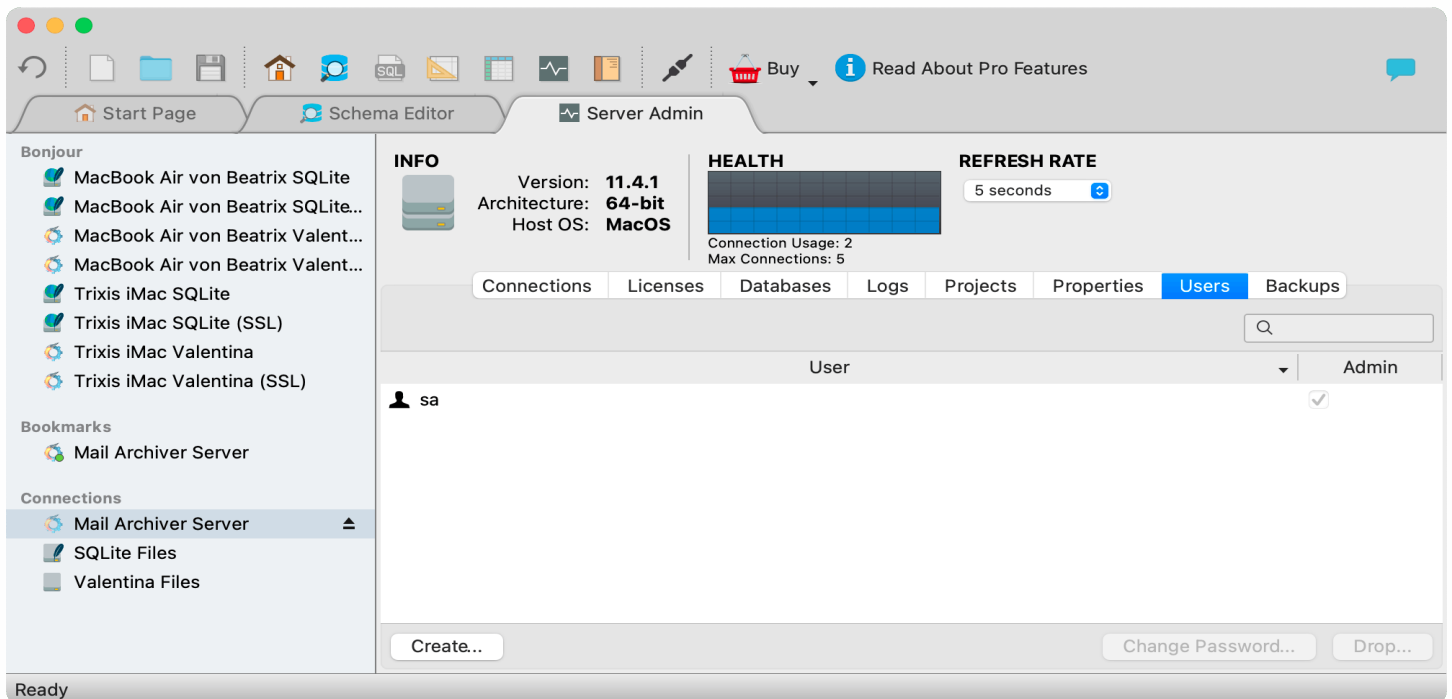 SQL
Buy
Read About Pro Features
Start Page
Schema Editor
Server Admin
Bonjour
MacBook Air von Beatrix SQLite
MacBook Air von Beatrix SQLite...
MacBook Air von Beatrix Valent...
MacBook Air von Beatrix Valent...
Trixis iMac SQLite
Trixis iMac SQLite (SSL)
Trixis iMac Valentina
Trixis iMac Valentina (SSL)
Bookmarks
Mail Archiver Server
Connections
Mail Archiver Server
SQLite Files
Valentina Files
INFO
Version: 11.4.1
Architecture: 64-bit
Host OS: MacOS
HEALTH
Connection Usage: 2
Max Connections: 5
REFRESH RATE
5 seconds
Connections
Licenses
Databases
Logs
Projects
Properties
Users
Backups
User
Admin
sa
Create...
Change Password...
Drop...
Ready